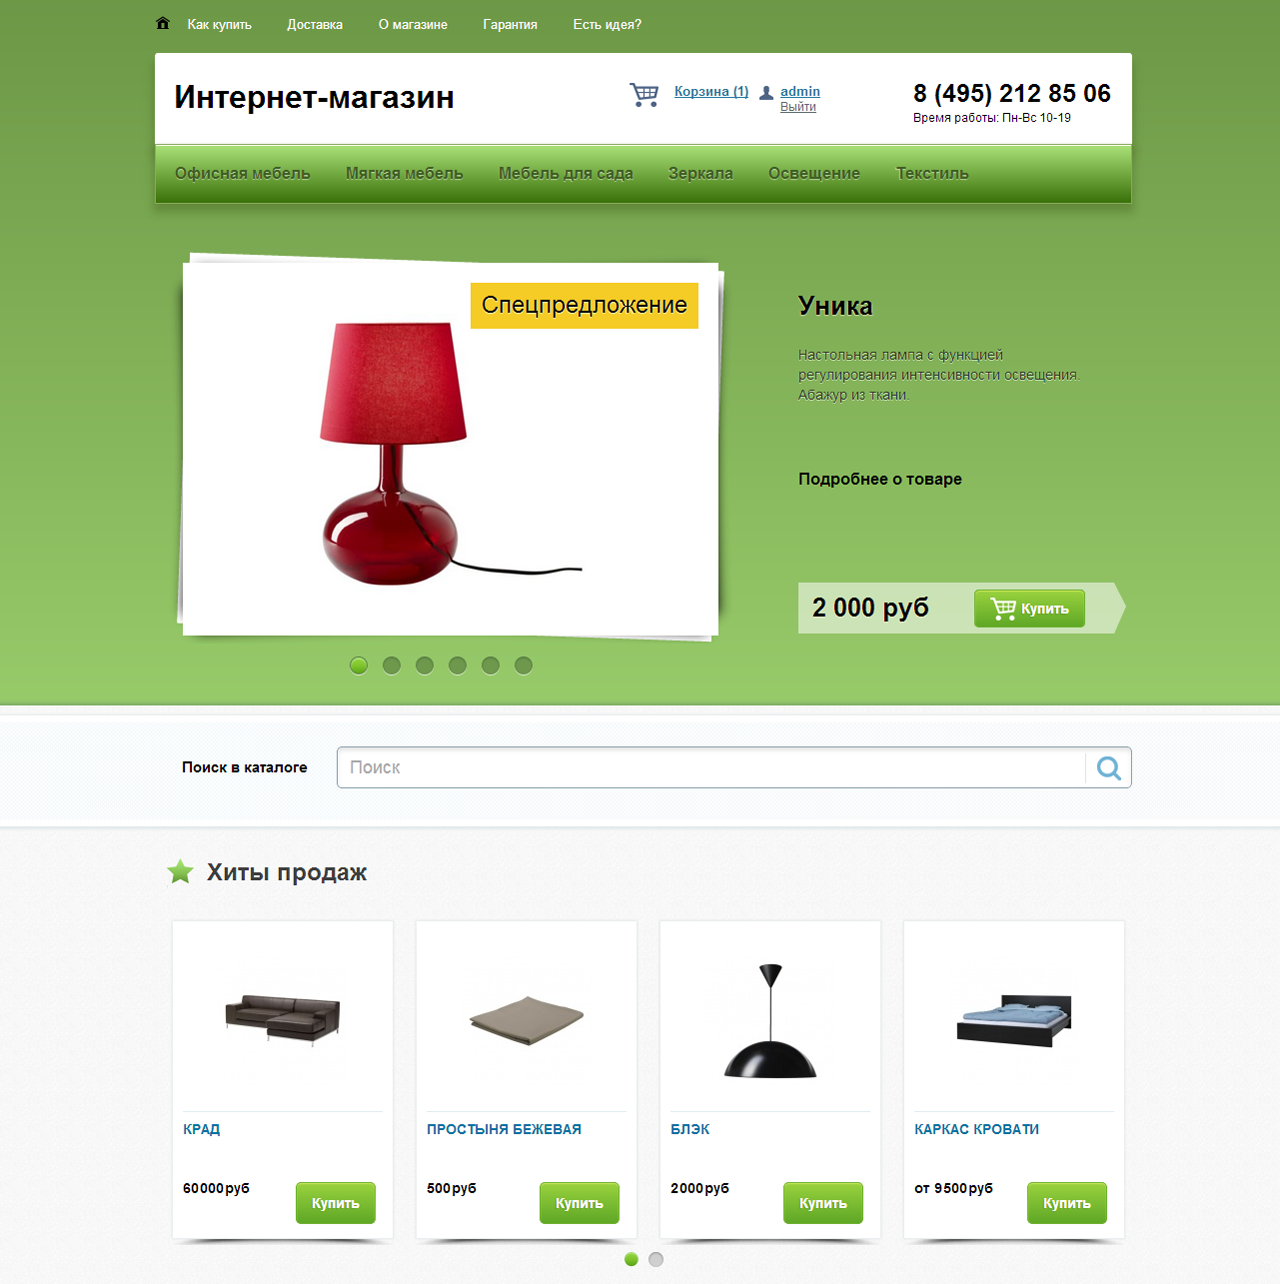 Как купить Доставка О магазине Гарантия Есть идея?
Интернет-магазин
Корзина (1) admin
Выйти
8 (495) 212 85 06
Время работы: Пн-Вс 10-19
Офисная мебель Мягкая мебель Мебель для сада Зеркала Освещение Текстиль
Спецпредложение
Уника
Настольная лампа с функцией
регулирования интенсивности освещения.
Абажур из ткани.
Подробнее о товаре
2 000 руб Купить
Поиск в каталоге Поиск
Хиты продаж
КРАД ПРОСТЫНЯ БЕЖЕВАЯ БЛЭК КАРКАС КРОВАТИ
60000руб Купить 500руб Купить 2000руб Купить от 9500руб Купить